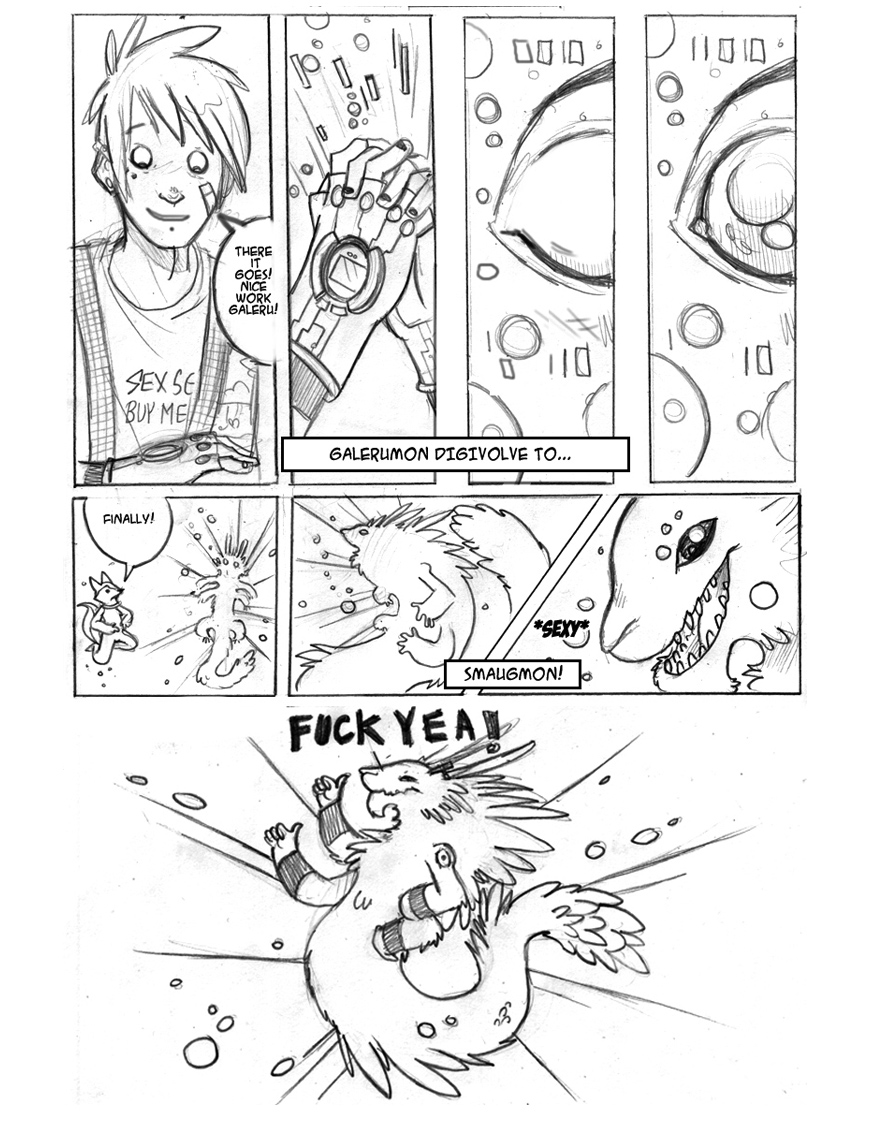 THERE
IT
GOES!
NICE
WORK
GALERU!
SEX SE
BUY ME
GALERUMON DIGIVOLVE TO...
FINALLY!
*SEXY*
SMAUGMON!
FUCK YEA!